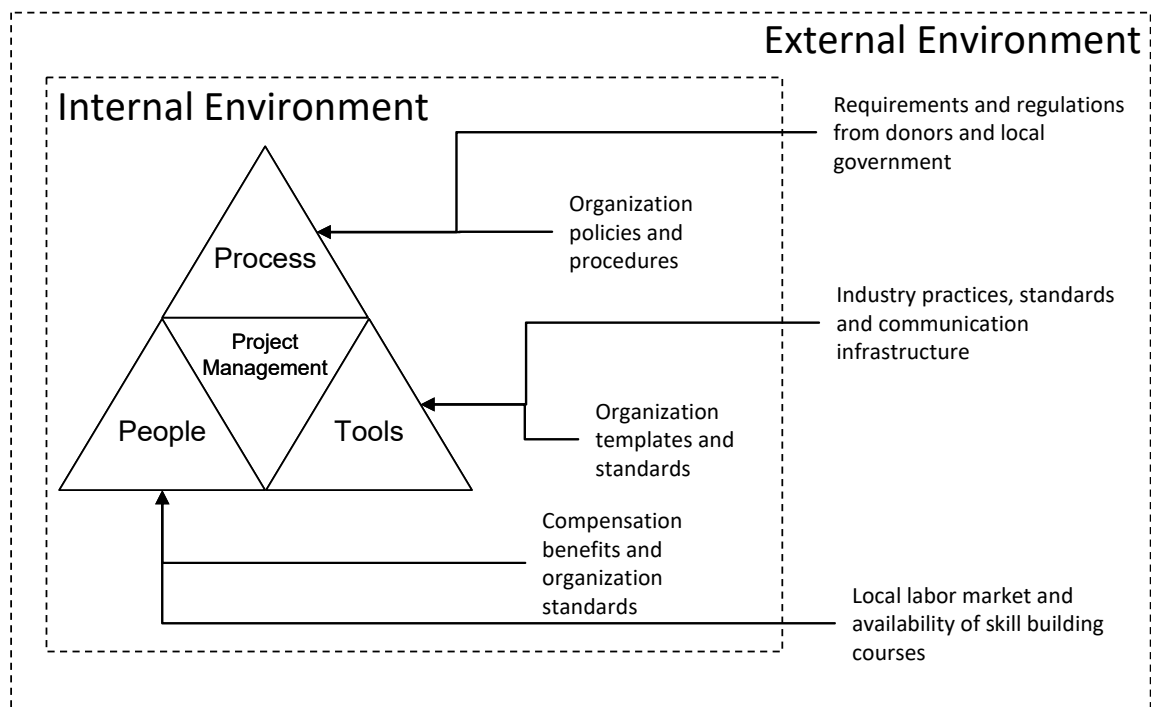 External Environment
Internal Environment
Requirements and regulations
from donors and local
government
Organization
policies and
procedures
Process
Industry practices, standards
and communication
infrastructure
Project
Management
People
Tools
Organization
templates and
standards
Compensation
benefits and
organization
standards
Local labor market and
availability of skill building
courses